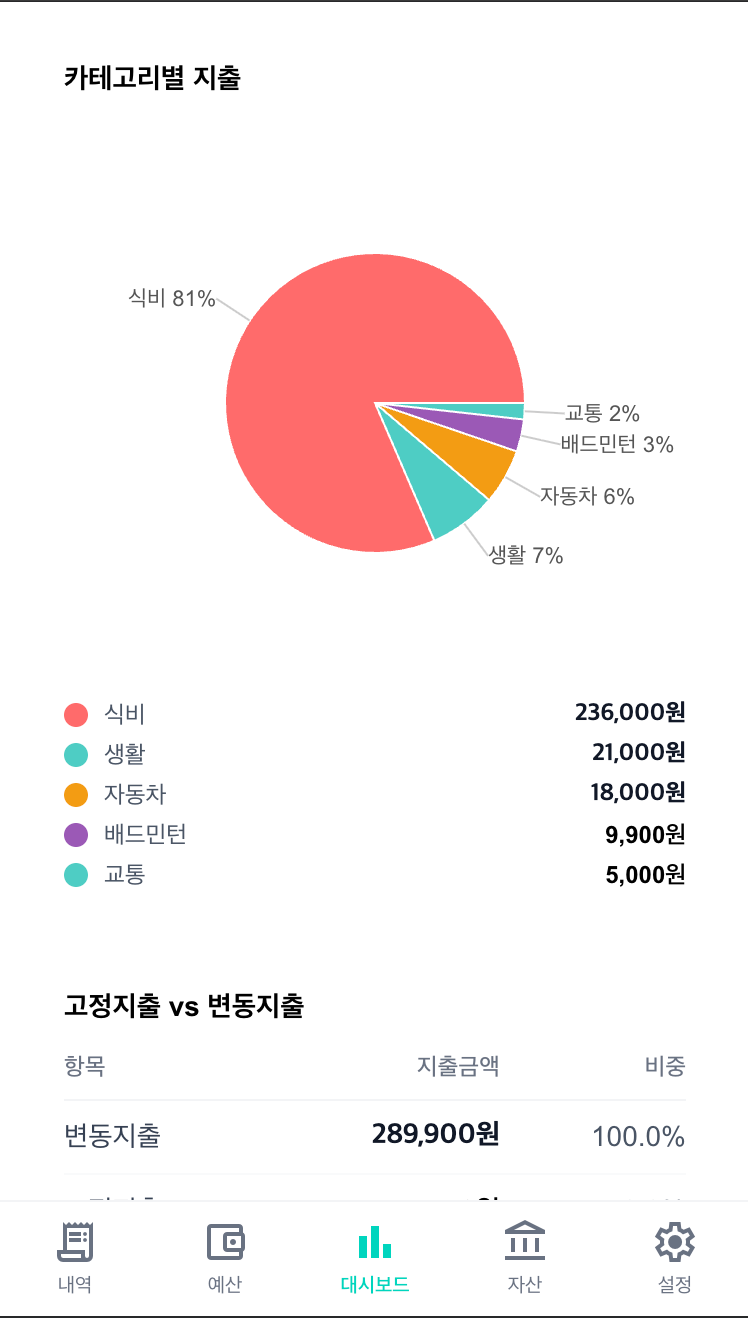 카테고리별 지출
식비 81%
교통 2%
배드민턴 3%
자동차 6%
생활 7%
식비 236,000원
생활 21,000원
자동차 18,000원
배드민턴 9,900원
교통 5,000원
고정지출 vs 변동지출
항목 지출금액 비중
변동지출 289,900원 100.0%
내역 예산 대시보드 자산 설정